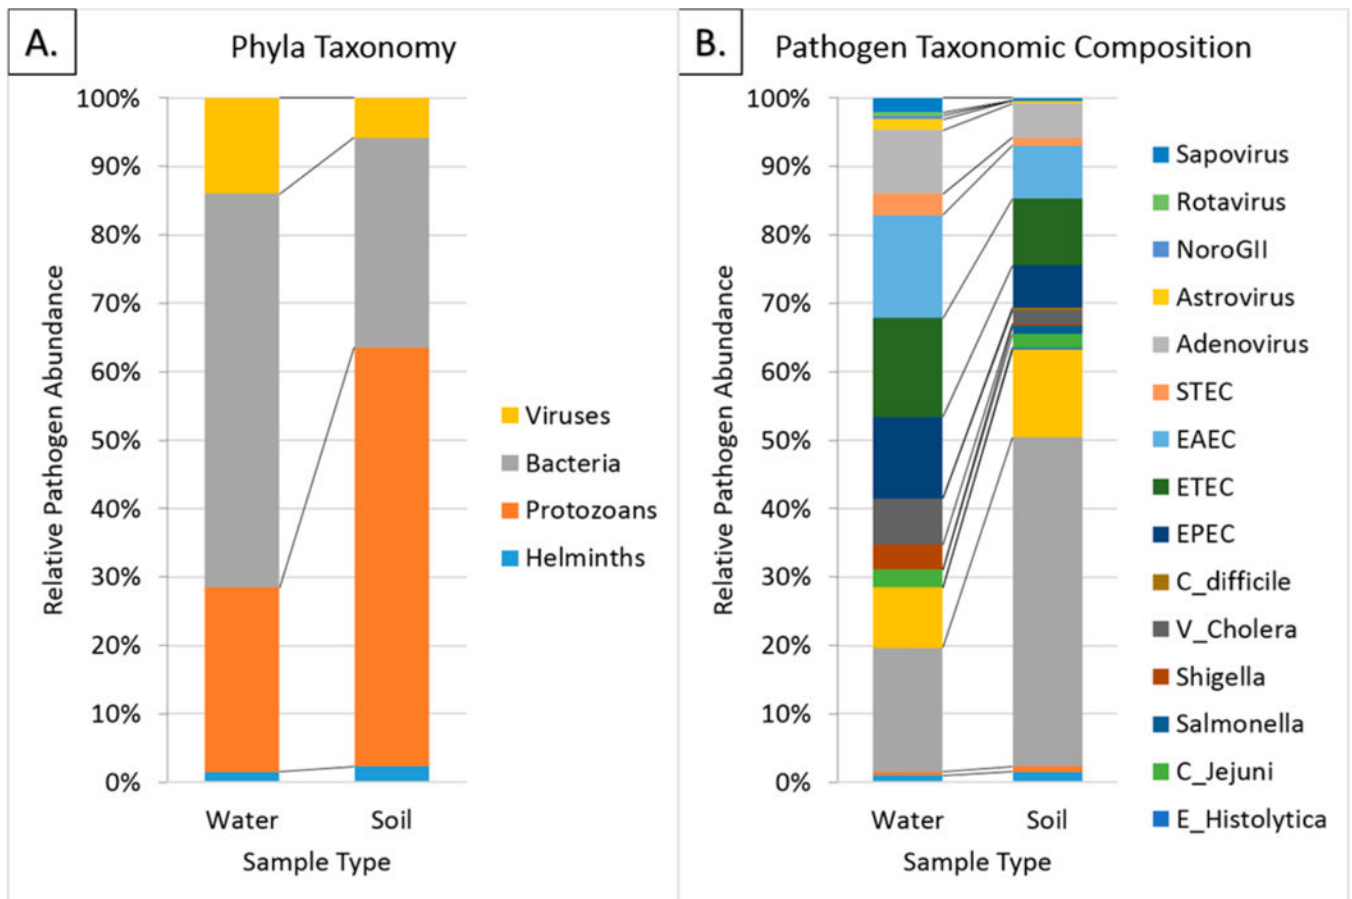 A.
Phyla Taxonomy
Relative Pathogen Abundance
100%
90%
80%
70%
60%
50%
40%
30%
20%
10%
0%
Water
Soil
Sample Type
Viruses
Bacteria
Protozoans
Helminths
B.
Pathogen Taxonomic Composition
Relative Pathogen Abundance
100%
90%
80%
70%
60%
50%
40%
30%
20%
10%
0%
Water
Soil
Sample Type
Sapovirus
Rotavirus
NoroGII
Astrovirus
Adenovirus
STEC
EAEC
ETEC
EPEC
C_difficile
V_Cholera
Shigella
Salmonella
C_Jejuni
E_Histolytica